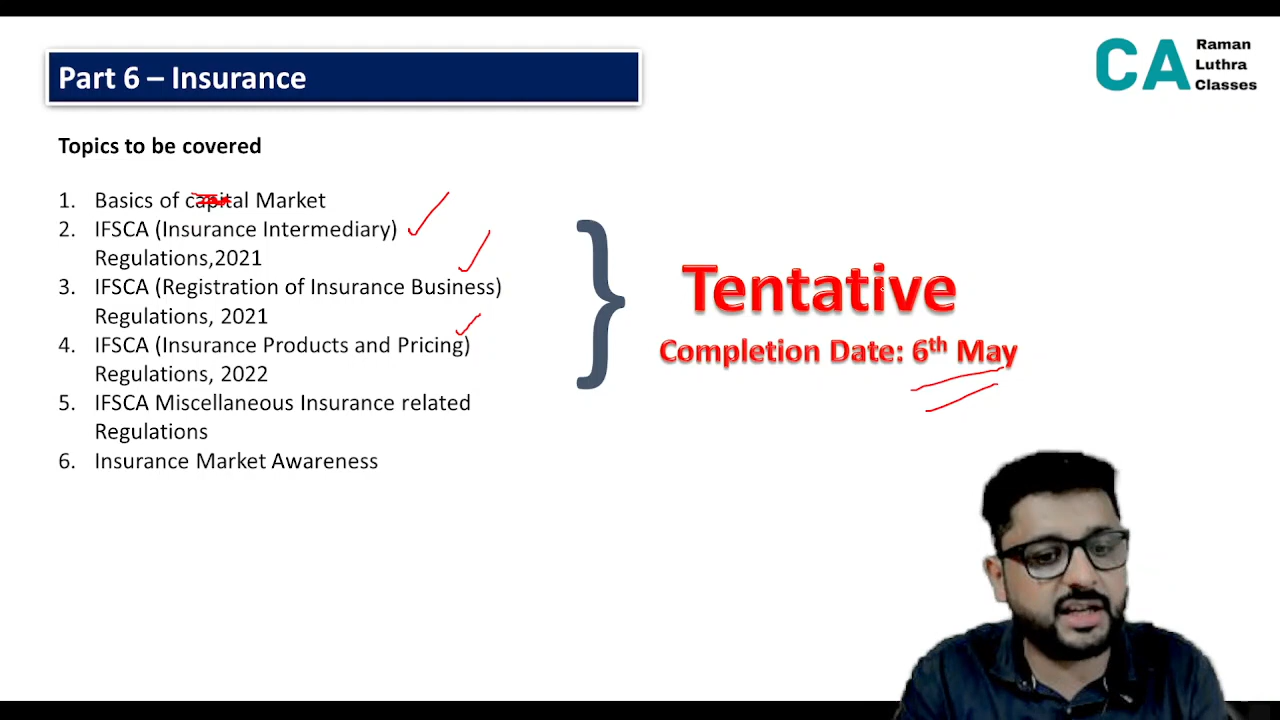 Part 6 – Insurance
CA Raman
Luthra
Classes
Topics to be covered
1. Basics of capital Market
2. IFSCA (Insurance Intermediary)
Regulations,2021
3. IFSCA (Registration of Insurance Business)
Regulations, 2021
4. IFSCA (Insurance Products and Pricing)
Regulations, 2022
5. IFSCA Miscellaneous Insurance related
Regulations
6. Insurance Market Awareness
Tentative
Completion Date: 6th May